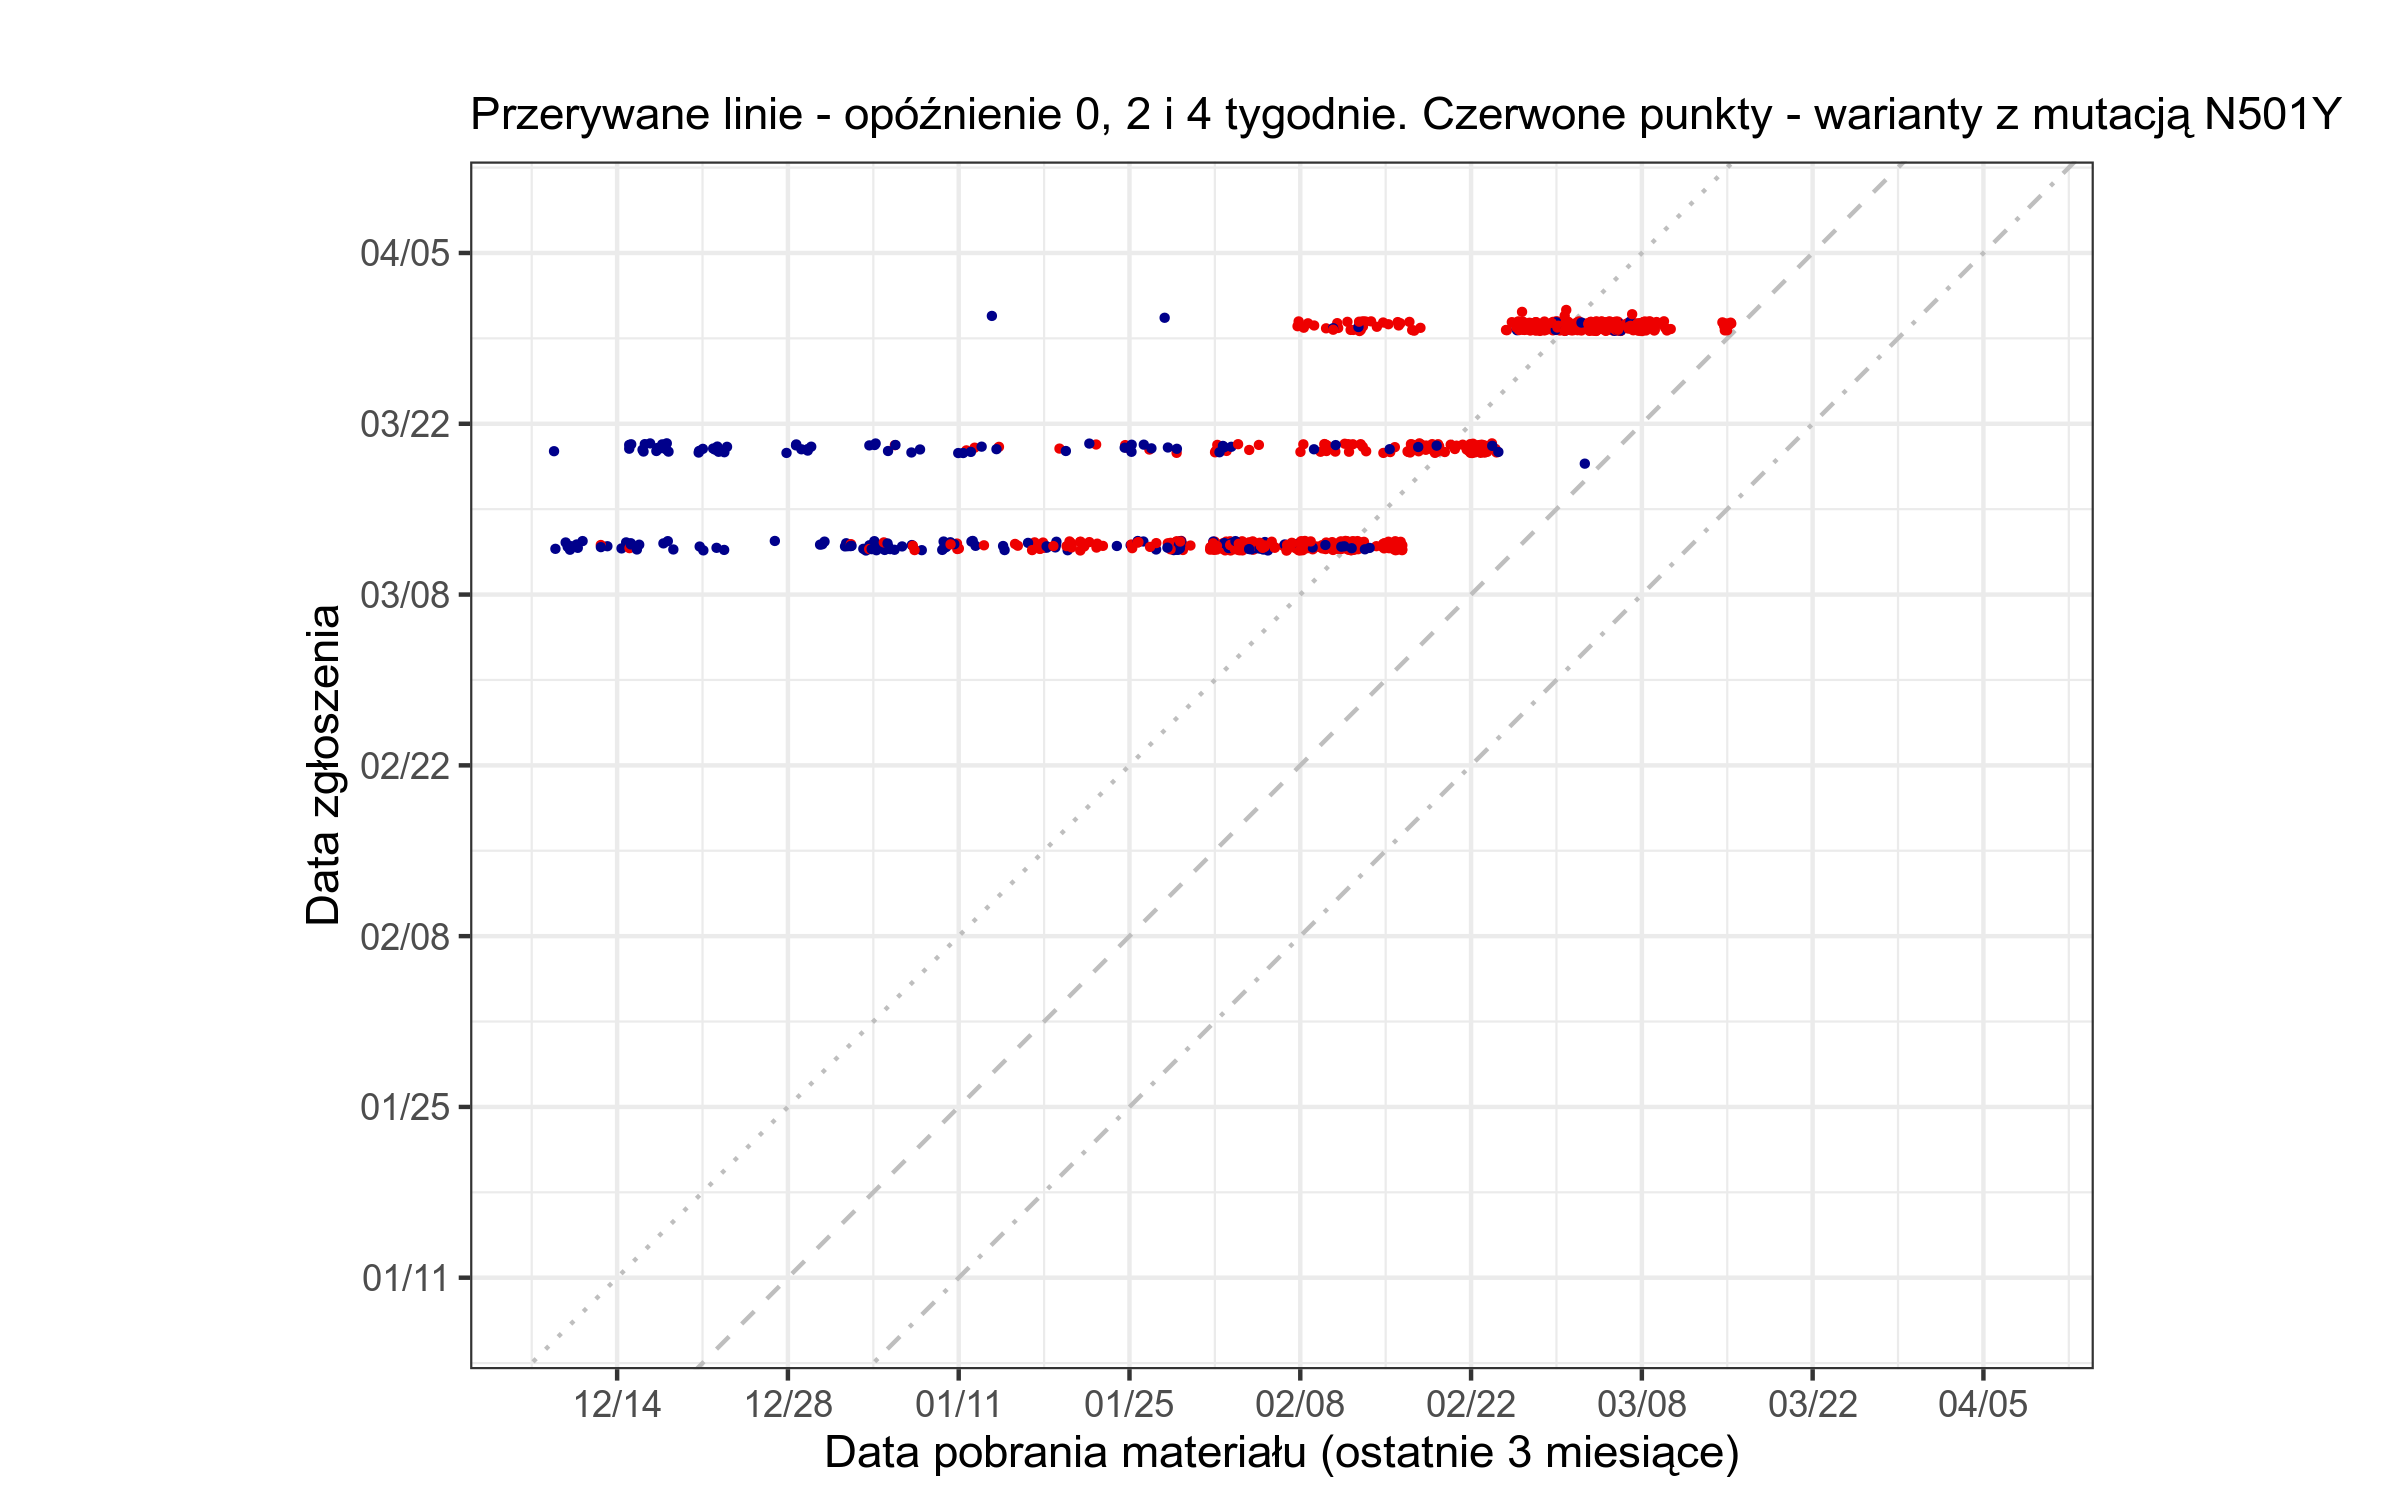 Przerywane linie - opóźnienie 0, 2 i 4 tygodnie. Czerwone punkty - warianty z mutacją N501Y
Data zgłoszenia
04/05
03/22
03/08
02/22
02/08
01/25
01/11
12/14 12/28 01/11 01/25 02/08 02/22 03/08 03/22 04/05
Data pobrania materiału (ostatnie 3 miesiące)